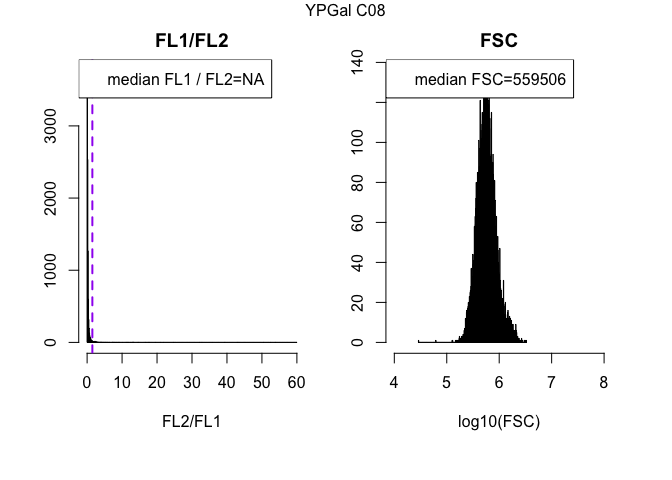 YPGal C08
FL1/FL2
median FL1 / FL2=NA
3000
2000
1000
0
0 10 20 30 40 50 60
FL2/FL1
FSC
median FSC=559506
140
100
80
60
40
20
0
4 5 6 7 8
log10(FSC)